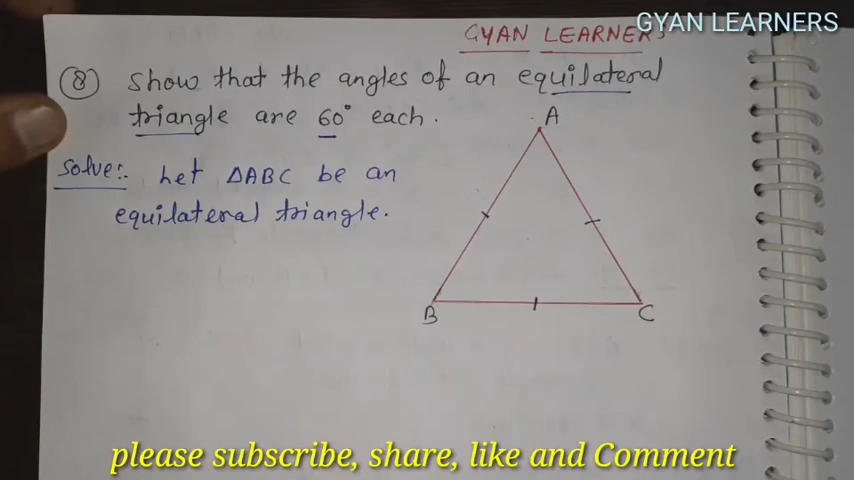 GYAN LEARNERS
GYAN LEARNERS
⑧ Show that the angles of an equilateral
triangle are 60° each.
Solve:- Let △ABC be an
equilateral triangle.
A
B
C
please subscribe, share, like and Comment